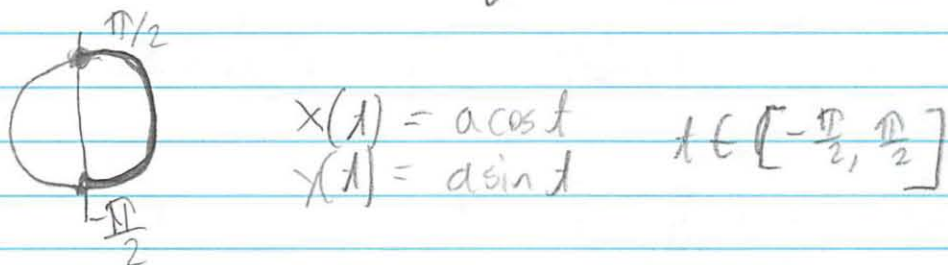 π/2
x(t) = a cos t
y(t) = a sin t
t ∈ [-π/2, π/2]
-π/2